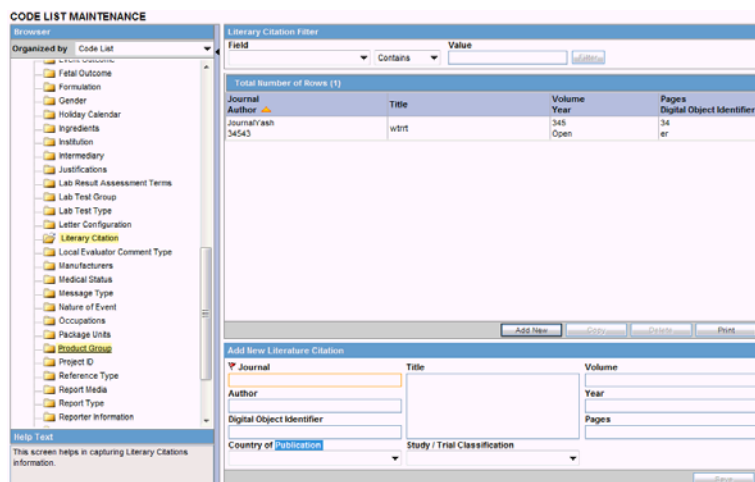 CODE LIST MAINTENANCE
Browser
Organized by Code List
Event Outcome
Fetal Outcome
Formulation
Gender
Holiday Calendar
Ingredients
Institution
Intermediary
Justifications
Lab Result Assessment Terms
Lab Test Group
Lab Test Type
Letter Configuration
Literary Citation
Local Evaluator Comment Type
Manufacturers
Medical Status
Message Type
Nature of Event
Occupations
Package Units
Product Group
Project ID
Reference Type
Report Media
Report Type
Reporter Information
Help Text
This screen helps in capturing Literary Citations
information.
Literary Citation Filter
Field Value
Contains Filter
Total Number of Rows (1)
Journal Title Volume Pages
Author Year Digital Object Identifier
JournalYash wtrrt 345 34
34543 Open er
Add New Copy Delete Print
Add New Literature Citation
Journal Title Volume
Author Year
Digital Object Identifier Pages
Country of Publication Study / Trial Classification
Save